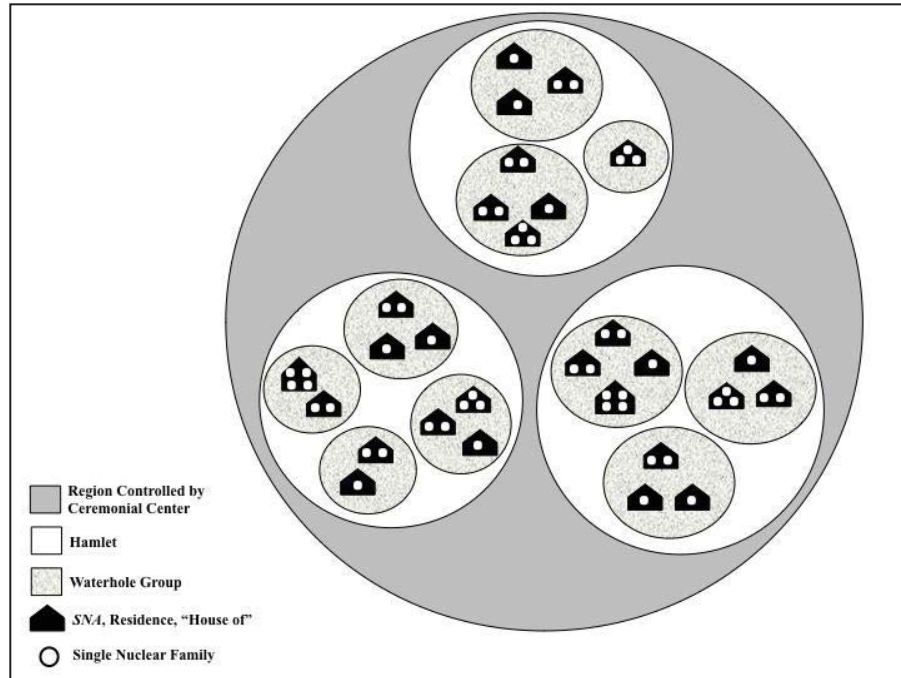 Region Controlled by
Ceremonial Center
Hamlet
Waterhole Group
SNA, Residence, “House of”
Single Nuclear Family